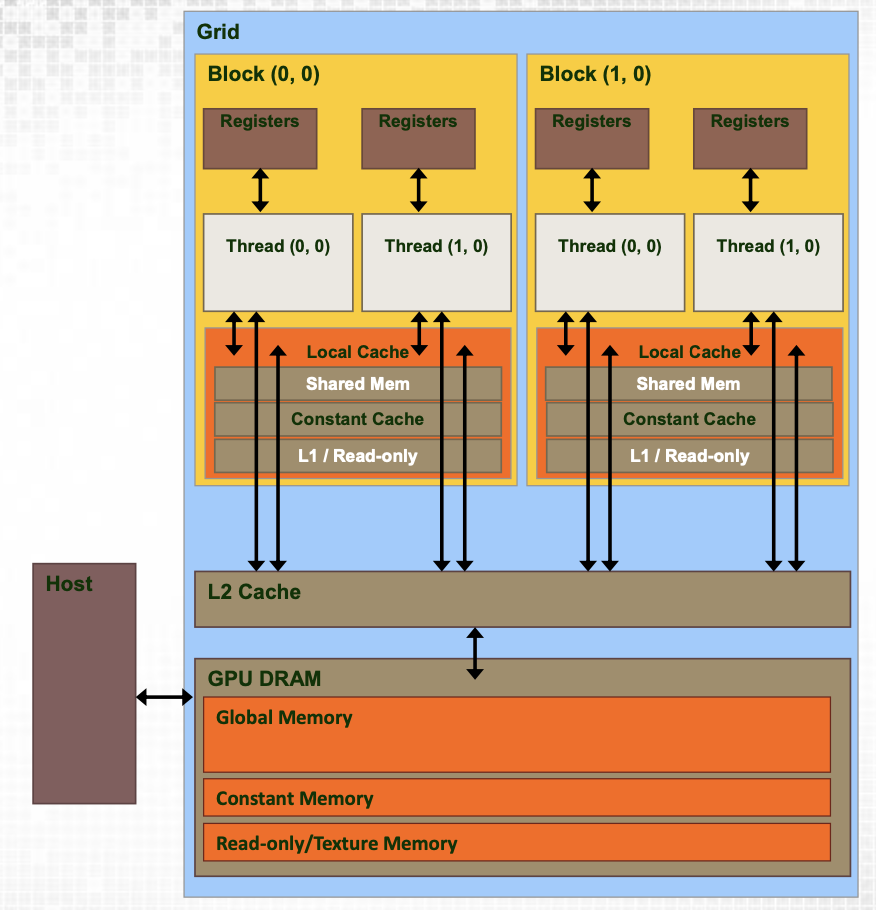 Grid
Block (0, 0)
Block (1, 0)
Registers
Registers
Registers
Registers
Thread (0, 0)
Thread (1, 0)
Thread (0, 0)
Thread (1, 0)
Local Cache
Local Cache
Shared Mem
Shared Mem
Constant Cache
Constant Cache
L1 / Read-only
L1 / Read-only
Host
L2 Cache
GPU DRAM
Global Memory
Constant Memory
Read-only/Texture Memory